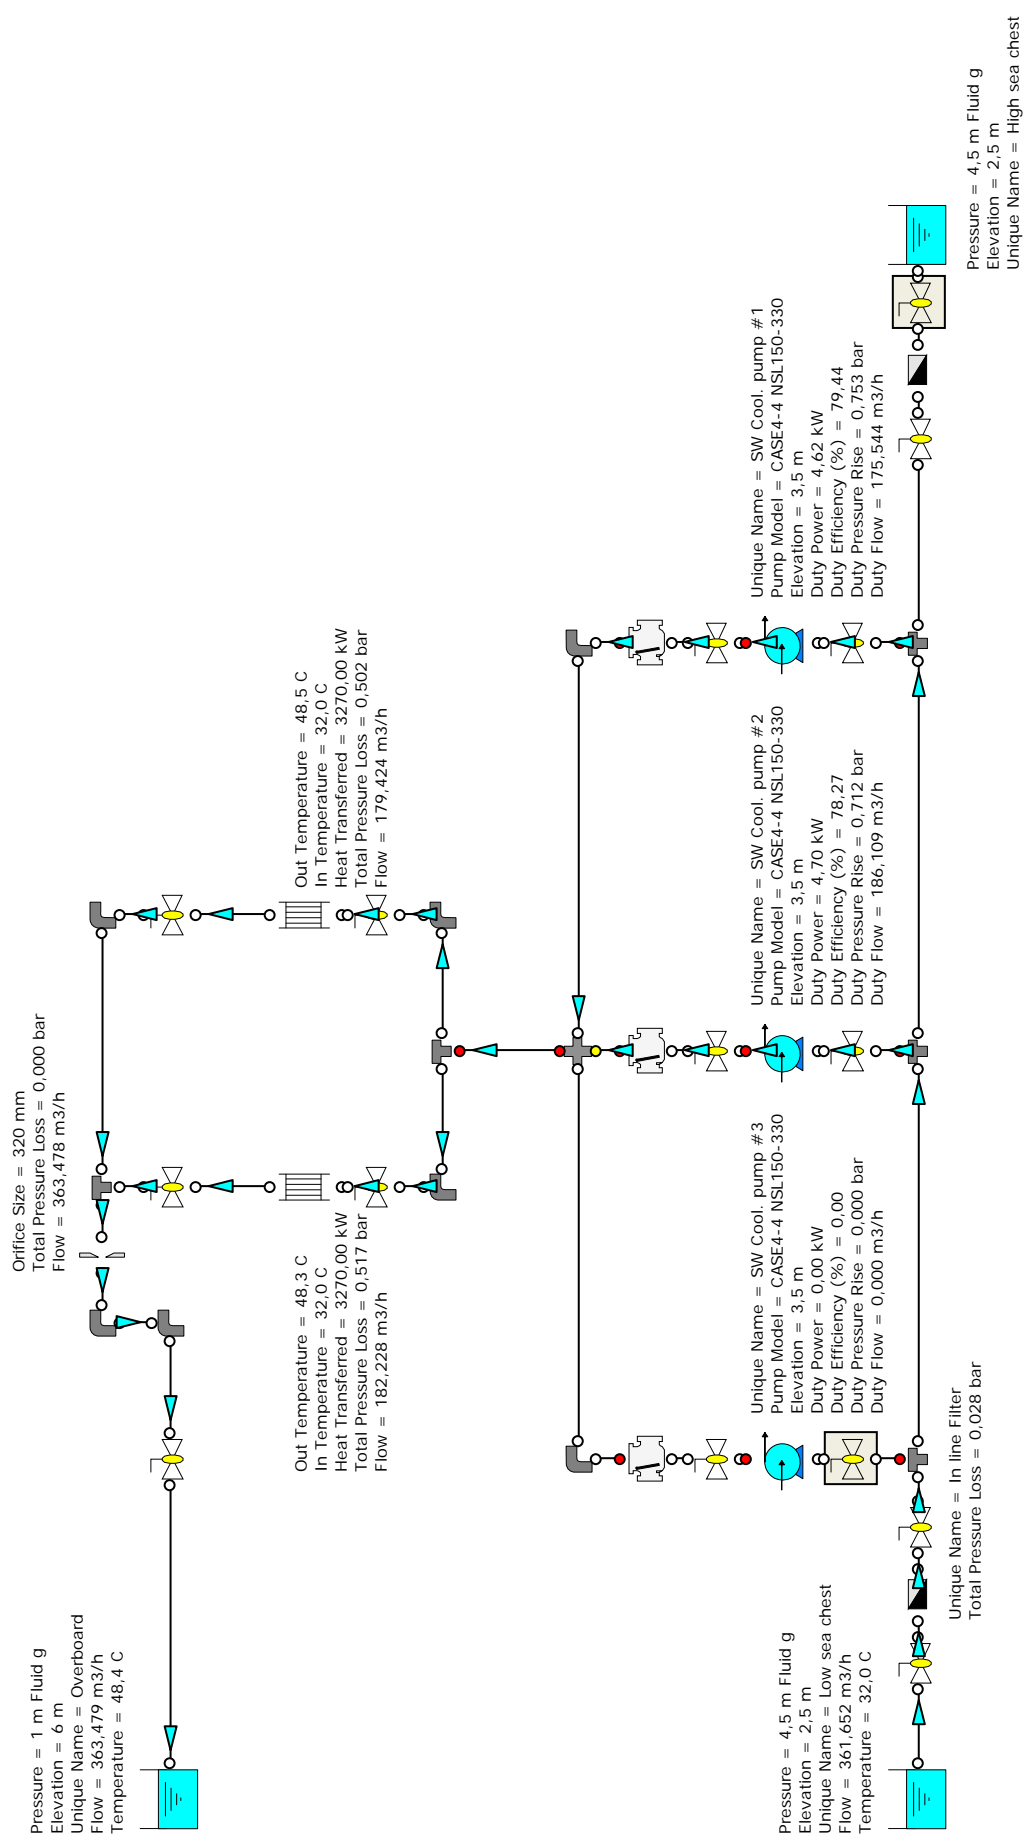 Pressure = 1 m Fluid g
Elevation = 6 m
Unique Name = Overboard
Flow = 363,479 m3/h
Temperature = 48,4 C
Orifice Size = 320 mm
Total Pressure Loss = 0,000 bar
Flow = 363,478 m3/h
Out Temperature = 48,3 C
In Temperature = 32,0 C
Heat Transferred = 3270,00 kW
Total Pressure Loss = 0,517 bar
Flow = 182,228 m3/h
Out Temperature = 48,5 C
In Temperature = 32,0 C
Heat Transferred = 3270,00 kW
Total Pressure Loss = 0,502 bar
Flow = 179,424 m3/h
Unique Name = SW Cool. pump #3
Pump Model = CASE4-4 NSL150-330
Elevation = 3,5 m
Duty Power = 0,00 kW
Duty Efficiency (%) = 0,00
Duty Pressure Rise = 0,000 bar
Duty Flow = 0,000 m3/h
Unique Name = SW Cool. pump #2
Pump Model = CASE4-4 NSL150-330
Elevation = 3,5 m
Duty Power = 4,70 kW
Duty Efficiency (%) = 78,27
Duty Pressure Rise = 0,712 bar
Duty Flow = 186,109 m3/h
Unique Name = SW Cool. pump #1
Pump Model = CASE4-4 NSL150-330
Elevation = 3,5 m
Duty Power = 4,62 kW
Duty Efficiency (%) = 79,44
Duty Pressure Rise = 0,753 bar
Duty Flow = 175,544 m3/h
Pressure = 4,5 m Fluid g
Elevation = 2,5 m
Unique Name = Low sea chest
Flow = 361,652 m3/h
Temperature = 32,0 C
Unique Name = In line Filter
Total Pressure Loss = 0,028 bar
Pressure = 4,5 m Fluid g
Elevation = 2,5 m
Unique Name = High sea chest